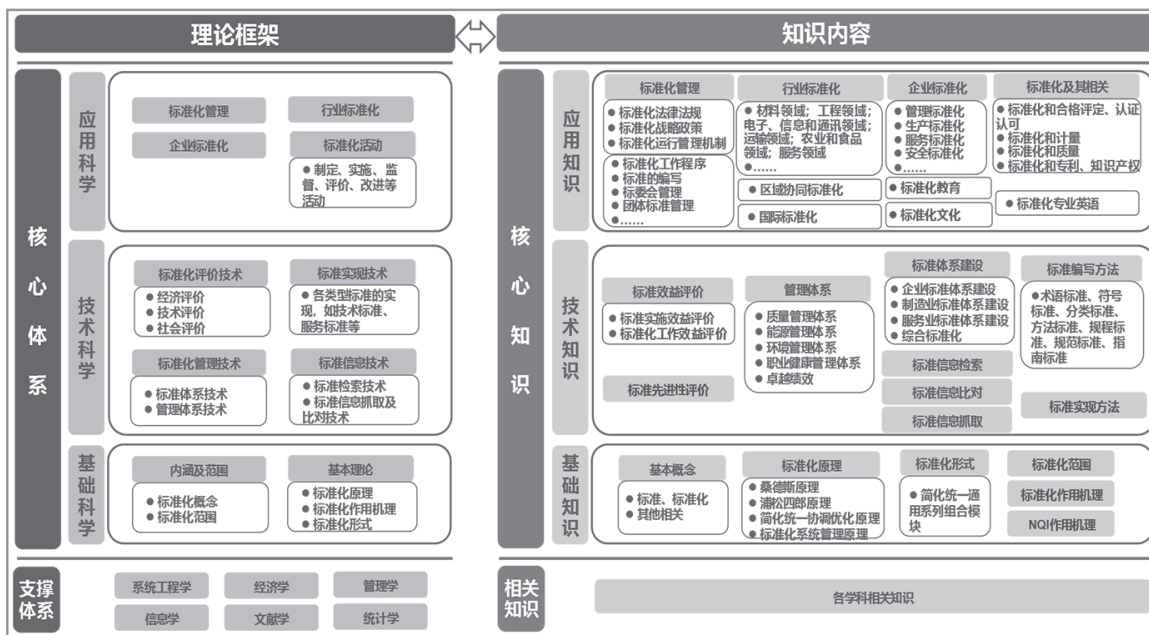 理论框架
知识内容
核心体系
应用科学
标准化管理
行业标准化
企业标准化
标准化活动
● 制定、实施、监
督、评价、改进等
活动
技术科学
标准化评价技术
● 经济评价
● 技术评价
● 社会评价
标准实现技术
● 各类型标准的实
现，如技术标准、
服务标准等
标准化管理技术
● 标准体系技术
● 管理体系技术
标准信息技术
● 标准检索技术
● 标准信息抓取及
比对技术
基础科学
内涵及范围
● 标准化概念
● 标准化范围
基本理论
● 标准化原理
● 标准化作用机理
● 标准化形式
支撑
体系
系统工程学
经济学
管理学
信息学
文献学
统计学
核心知识
应用知识
标准化管理
● 标准化法律法规
● 标准化战略政策
● 标准化运行管理机制
● 标准化工作程序
● 标准的编写
● 标委会管理
● 团体标准管理
● ......
行业标准化
● 材料领域；工程领域；
电子、信息和通讯领域；
运输领域；农业和食品
领域；服务领域
● ......
● 区域协同标准化
● 国际标准化
企业标准化
● 管理标准化
● 生产标准化
● 服务标准化
● 安全标准化
● ......
● 标准化教育
● 标准化文化
标准化及其相关
● 标准化和合格评定、认证
认可
● 标准化和计量
● 标准化和质量
● 标准化和专利、知识产权
● 标准化专业英语
技术知识
标准效益评价
● 标准实施效益评价
● 标准化工作效益评价
标准先进性评价
管理体系
● 质量管理体系
● 能源管理体系
● 环境管理体系
● 职业健康管理体系
● 卓越绩效
标准体系建设
● 企业标准体系建设
● 制造业标准体系建设
● 服务业标准体系建设
● 综合标准化
标准信息检索
标准信息比对
标准信息抓取
标准编写方法
●术语标准、符号
标准、分类标准、
方法标准、规程标
准、规范标准、指
南标准
标准实现方法
基础知识
基本概念
● 标准、标准化
● 其他相关
标准化原理
● 桑德斯原理
● 浦松四郎原理
● 简化统一协调优化原理
● 标准化系统管理原理
标准化形式
● 简化统一通
用系列组合模
块
标准化范围
标准化作用机理
NQI作用机理
相关
知识
各学科相关知识